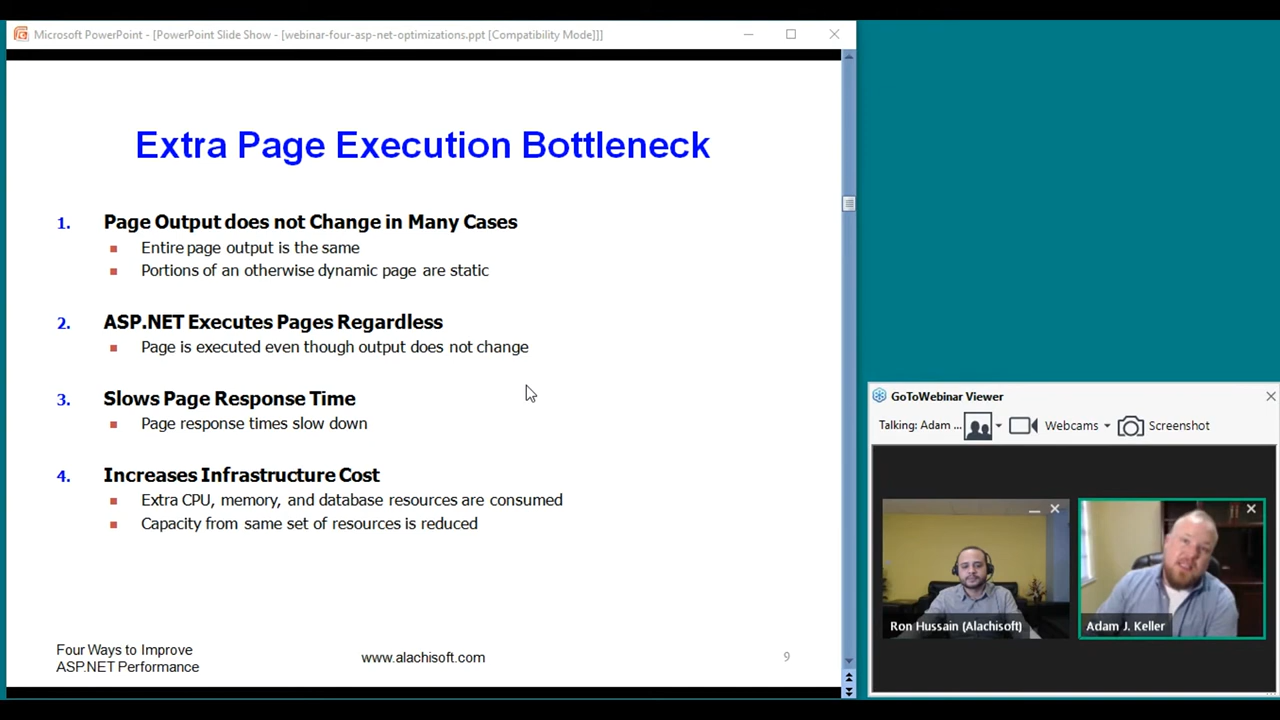 Microsoft PowerPoint - [PowerPoint Slide Show - [webinar-four-asp-net-optimizations.ppt [Compatibility Mode]]]
Extra Page Execution Bottleneck
1. Page Output does not Change in Many Cases
Entire page output is the same
Portions of an otherwise dynamic page are static
2. ASP.NET Executes Pages Regardless
Page is executed even though output does not change
3. Slows Page Response Time
Page response times slow down
4. Increases Infrastructure Cost
Extra CPU, memory, and database resources are consumed
Capacity from same set of resources is reduced
Four Ways to Improve
ASP.NET Performance
www.alachisoft.com
9
GoToWebinar Viewer
Talking: Adam ... Webcams Screenshot
Ron Hussain (Alachisoft)
Adam J. Keller